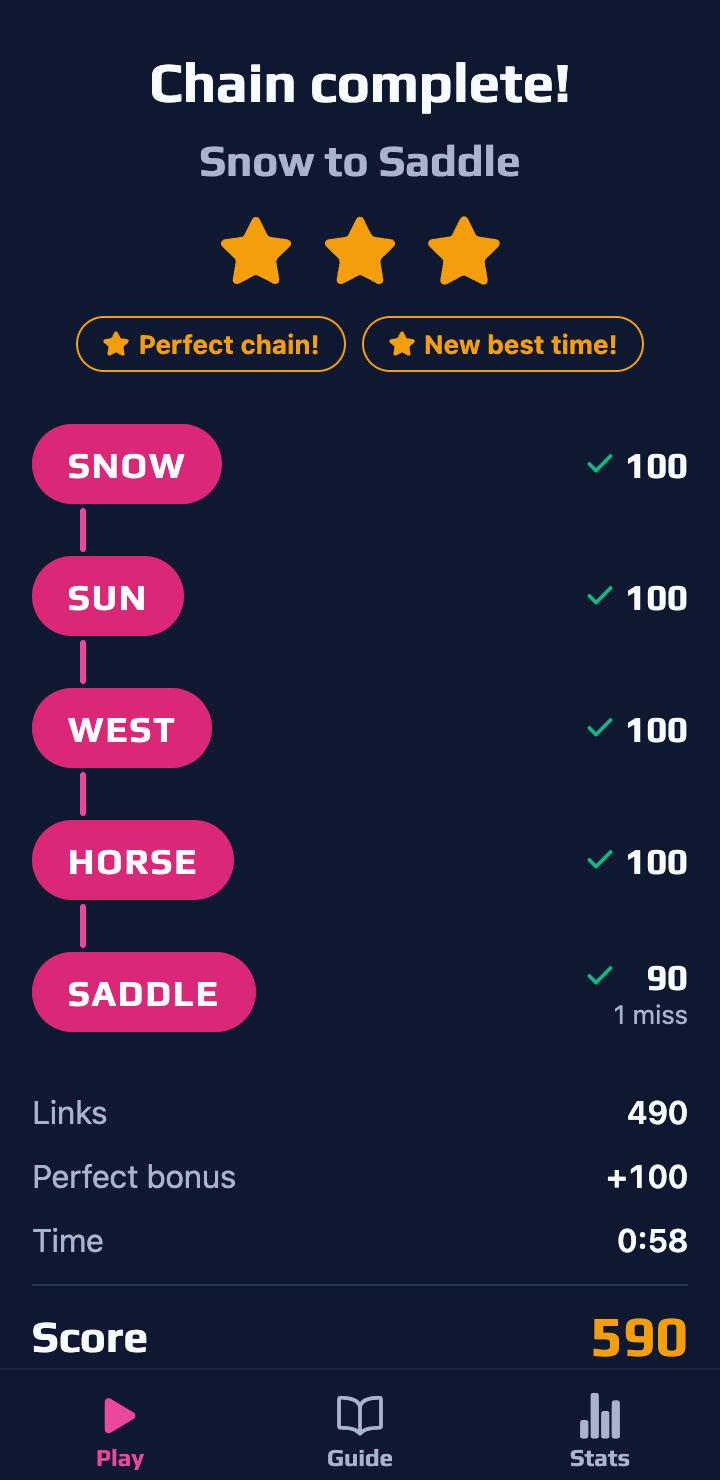 Chain complete!
Snow to Saddle
Perfect chain!
New best time!
SNOW 100
SUN 100
WEST 100
HORSE 100
SADDLE 90
1 miss
Links 490
Perfect bonus +100
Time 0:58
Score 590
Play Guide Stats